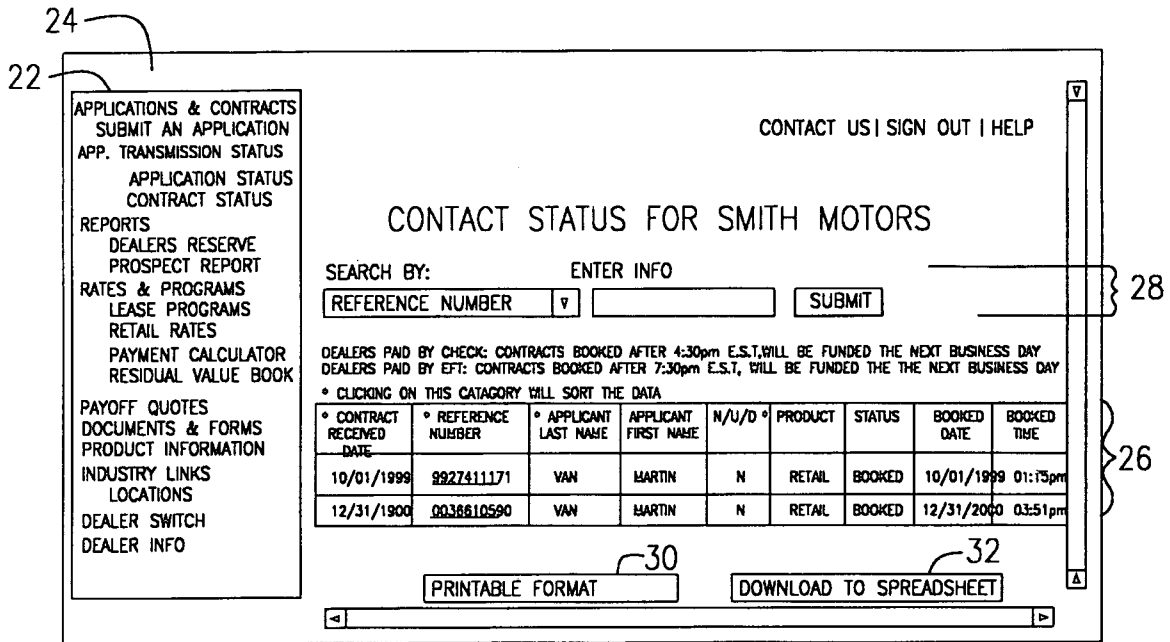 24
22
APPLICATIONS & CONTRACTS
SUBMIT AN APPLICATION
APP. TRANSMISSION STATUS
APPLICATION STATUS
CONTRACT STATUS
REPORTS
DEALERS RESERVE
PROSPECT REPORT
RATES & PROGRAMS
LEASE PROGRAMS
RETAIL RATES
PAYMENT CALCULATOR
RESIDUAL VALUE BOOK
PAYOFF QUOTES
DOCUMENTS & FORMS
PRODUCT INFORMATION
INDUSTRY LINKS
LOCATIONS
DEALER SWITCH
DEALER INFO
CONTACT US | SIGN OUT | HELP
CONTACT STATUS FOR SMITH MOTORS
SEARCH BY: ENTER INFO
REFERENCE NUMBER SUBMIT
28
DEALERS PAID BY CHECK: CONTRACTS BOOKED AFTER 4:30pm E.S.T,WILL BE FUNDED THE NEXT BUSINESS DAY
DEALERS PAID BY EFT: CONTRACTS BOOKED AFTER 7:30pm E.S.T, WILL BE FUNDED THE THE NEXT BUSINESS DAY
* CLICKING ON THIS CATAGORY WILL SORT THE DATA
* CONTRACT * REFERENCE * APPLICANT APPLICANT N/U/D * PRODUCT STATUS BOOKED BOOKED
RECEIVED NUMBER LAST NAME FIRST NAME DATE TIME
DATE
26
10/01/1999 9927411171 VAN MARTIN N RETAIL BOOKED 10/01/1999 01:15pm
12/31/1900 0036610590 VAN MARTIN N RETAIL BOOKED 12/31/2000 03:51pm
30
32
PRINTABLE FORMAT DOWNLOAD TO SPREADSHEET